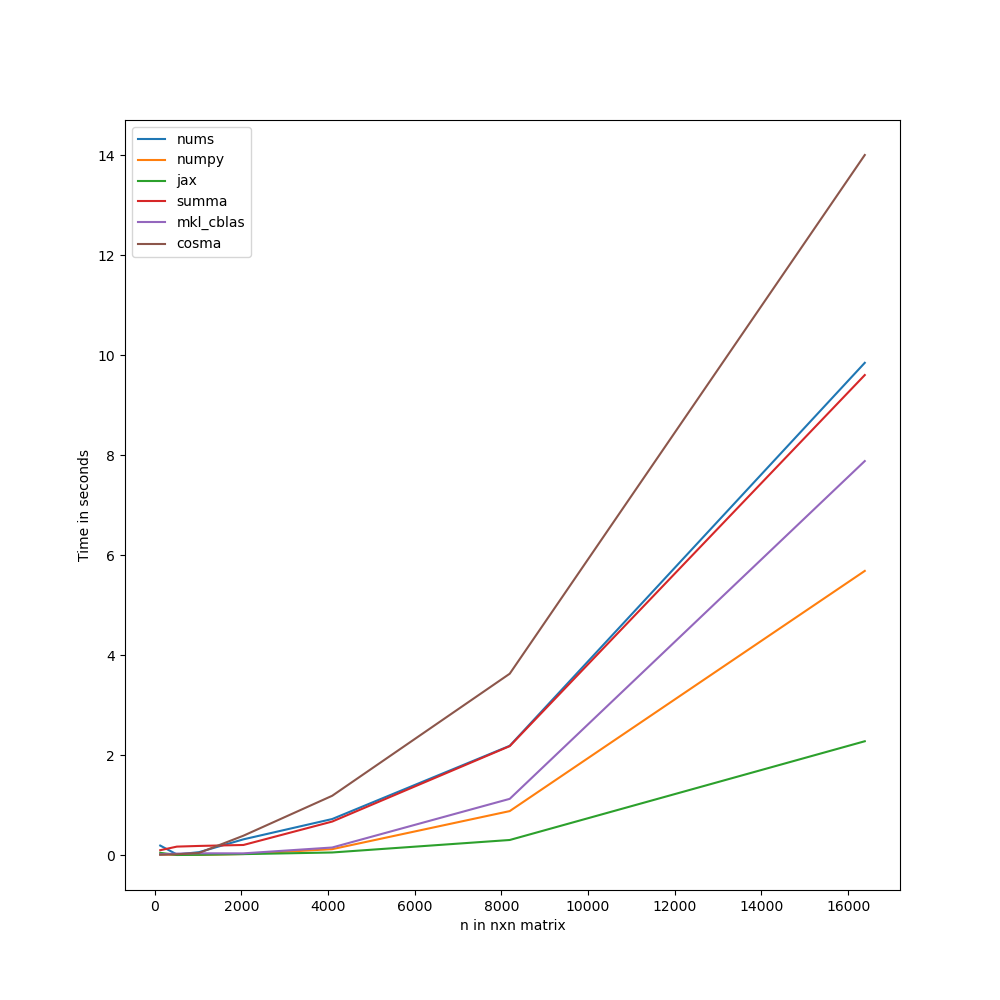 nums
numpy
jax
summa
mkl_cblas
cosma
14
12
10
8
6
4
2
0
Time in seconds
0 2000 4000 6000 8000 10000 12000 14000 16000
n in nxn matrix